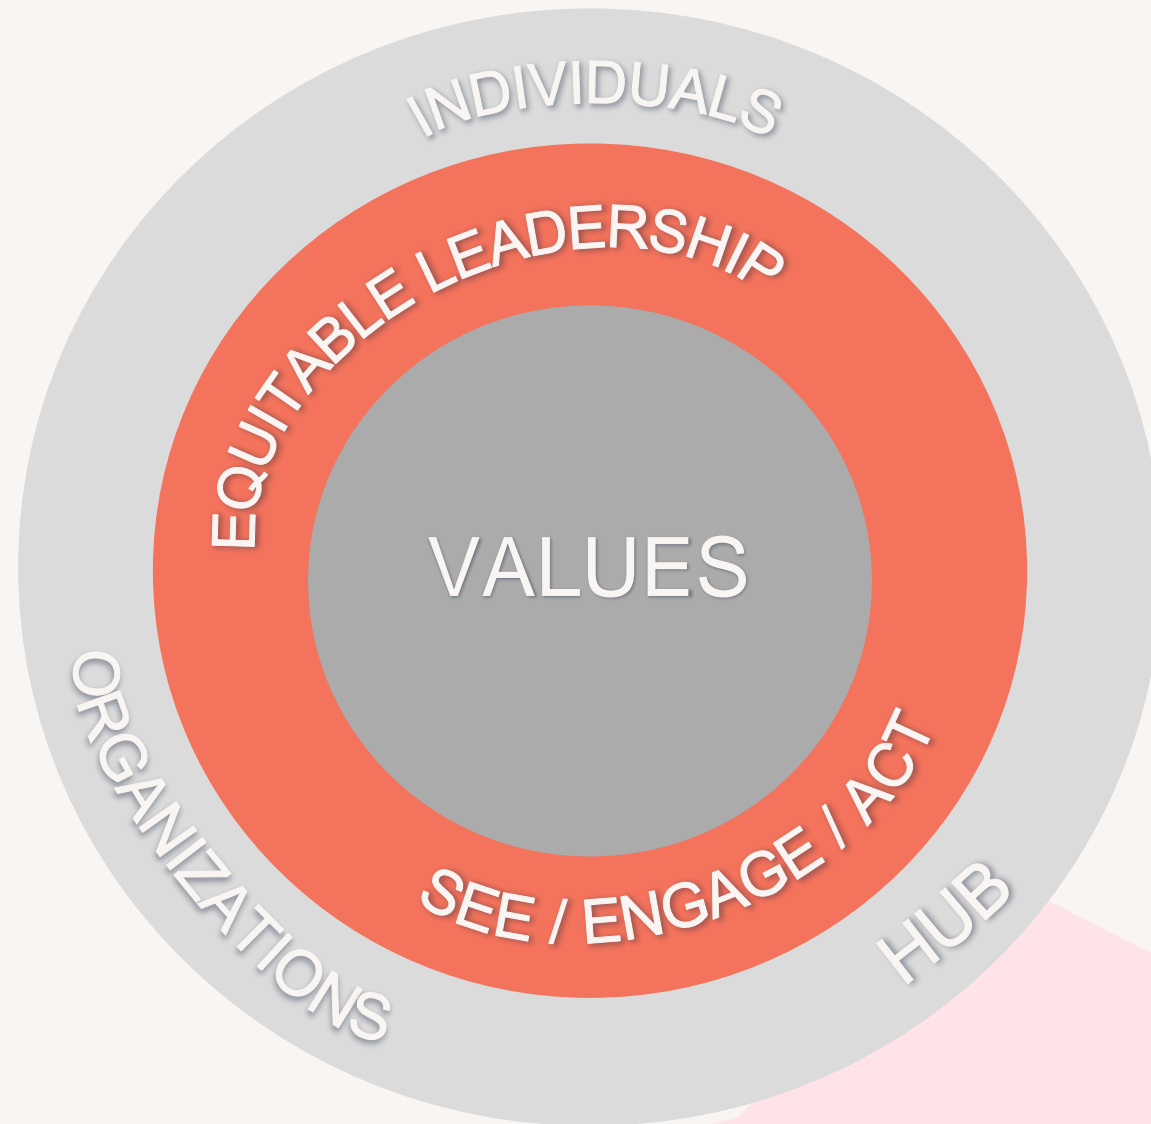 INDIVIDUALS
EQUITABLE LEADERSHIP
VALUES
SEE / ENGAGE / ACT
ORGANIZATIONS
HUB